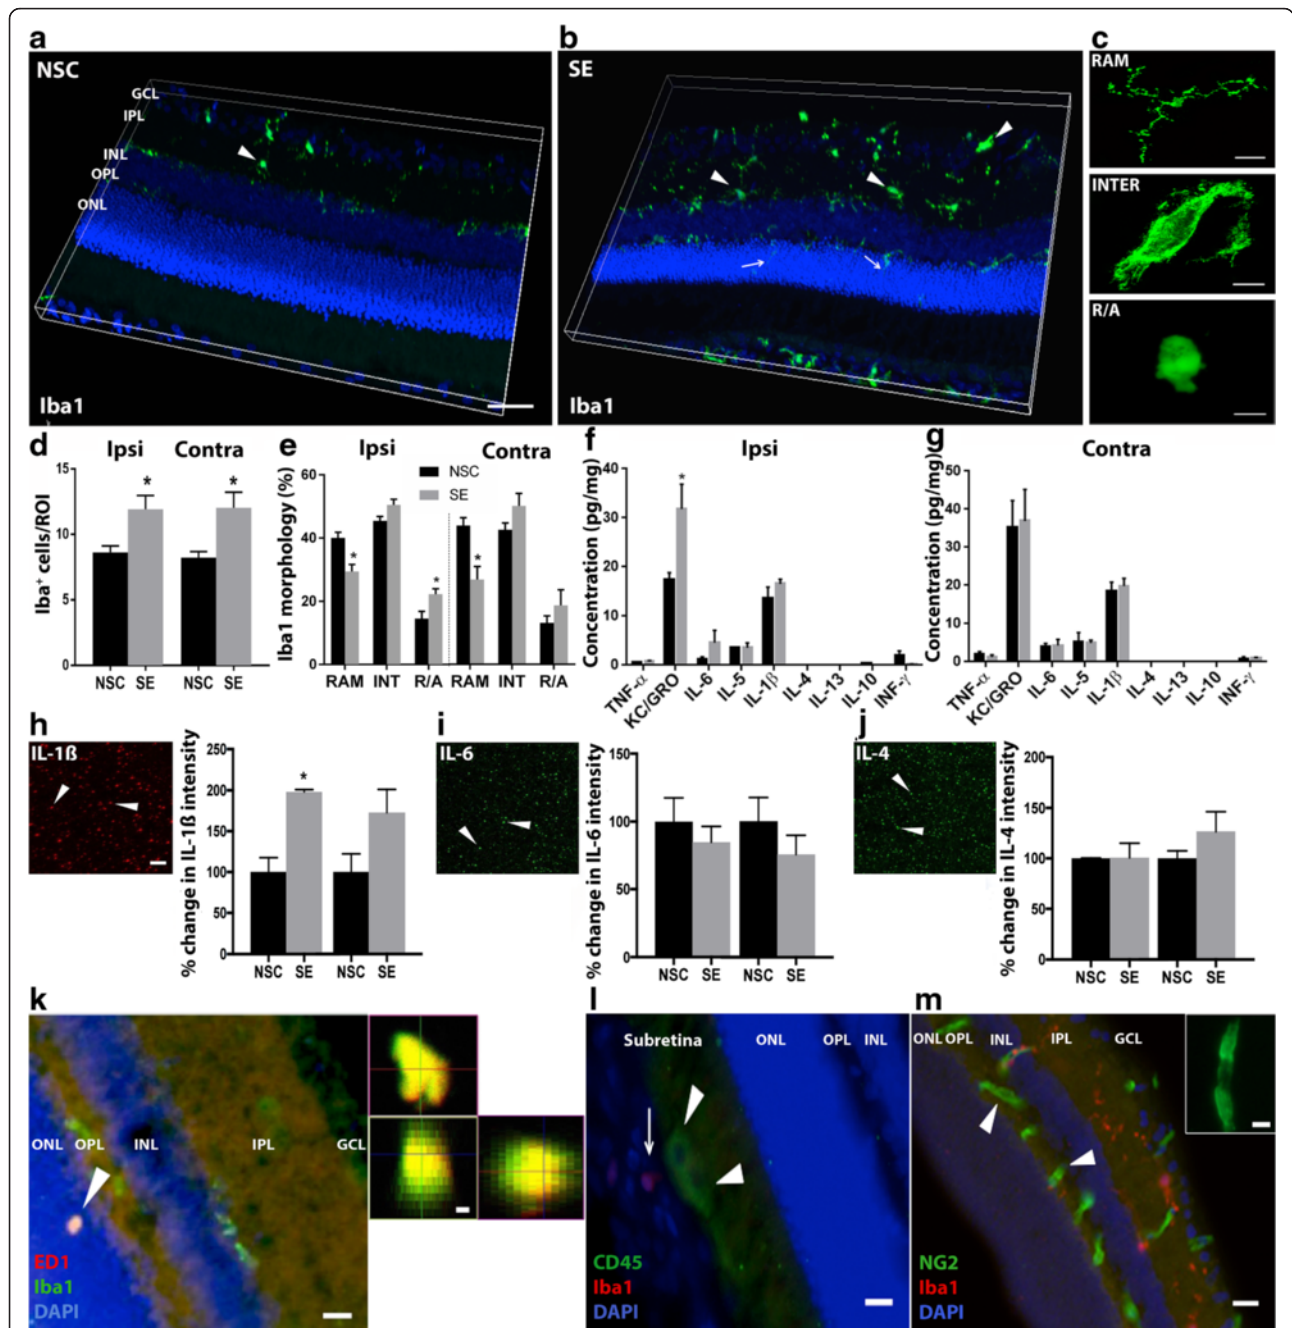 a
b
c
NSC
GCL
IPL
INL
OPL
ONL
Iba1
SE
Iba1
RAM
INTER
R/A
d
Ipsi
Contra
Iba⁺ cells/ROI
15
10
5
0
*
*
NSC
SE
NSC
SE
e
Ipsi
Contra
NSC
SE
Iba1 morphology (%)
60
40
20
0
*
*
*
RAM
INT
R/A
RAM
INT
R/A
f
Ipsi
Concentration (pg/mg)
40
30
20
10
0
*
TNF-α
KC/GRO
IL-6
IL-5
IL-1β
IL-4
IL-13
IL-10
INF-γ
g
Contra
Concentration (pg/mg)
50
40
30
20
10
0
TNF-α
KC/GRO
IL-6
IL-5
IL-1β
IL-4
IL-13
IL-10
INF-γ
h
IL-1ß
% change in IL-1ß intensity
250
200
150
100
50
0
*
NSC
SE
NSC
SE
i
IL-6
% change in IL-6 intensity
150
100
50
0
NSC
SE
NSC
SE
j
IL-4
% change in IL-4 intensity
200
150
100
50
0
NSC
SE
NSC
SE
k
ONL
OPL
INL
IPL
GCL
ED1
Iba1
DAPI
l
Subretina
ONL
OPL
INL
CD45
Iba1
DAPI
m
ONL
OPL
INL
IPL
GCL
NG2
Iba1
DAPI